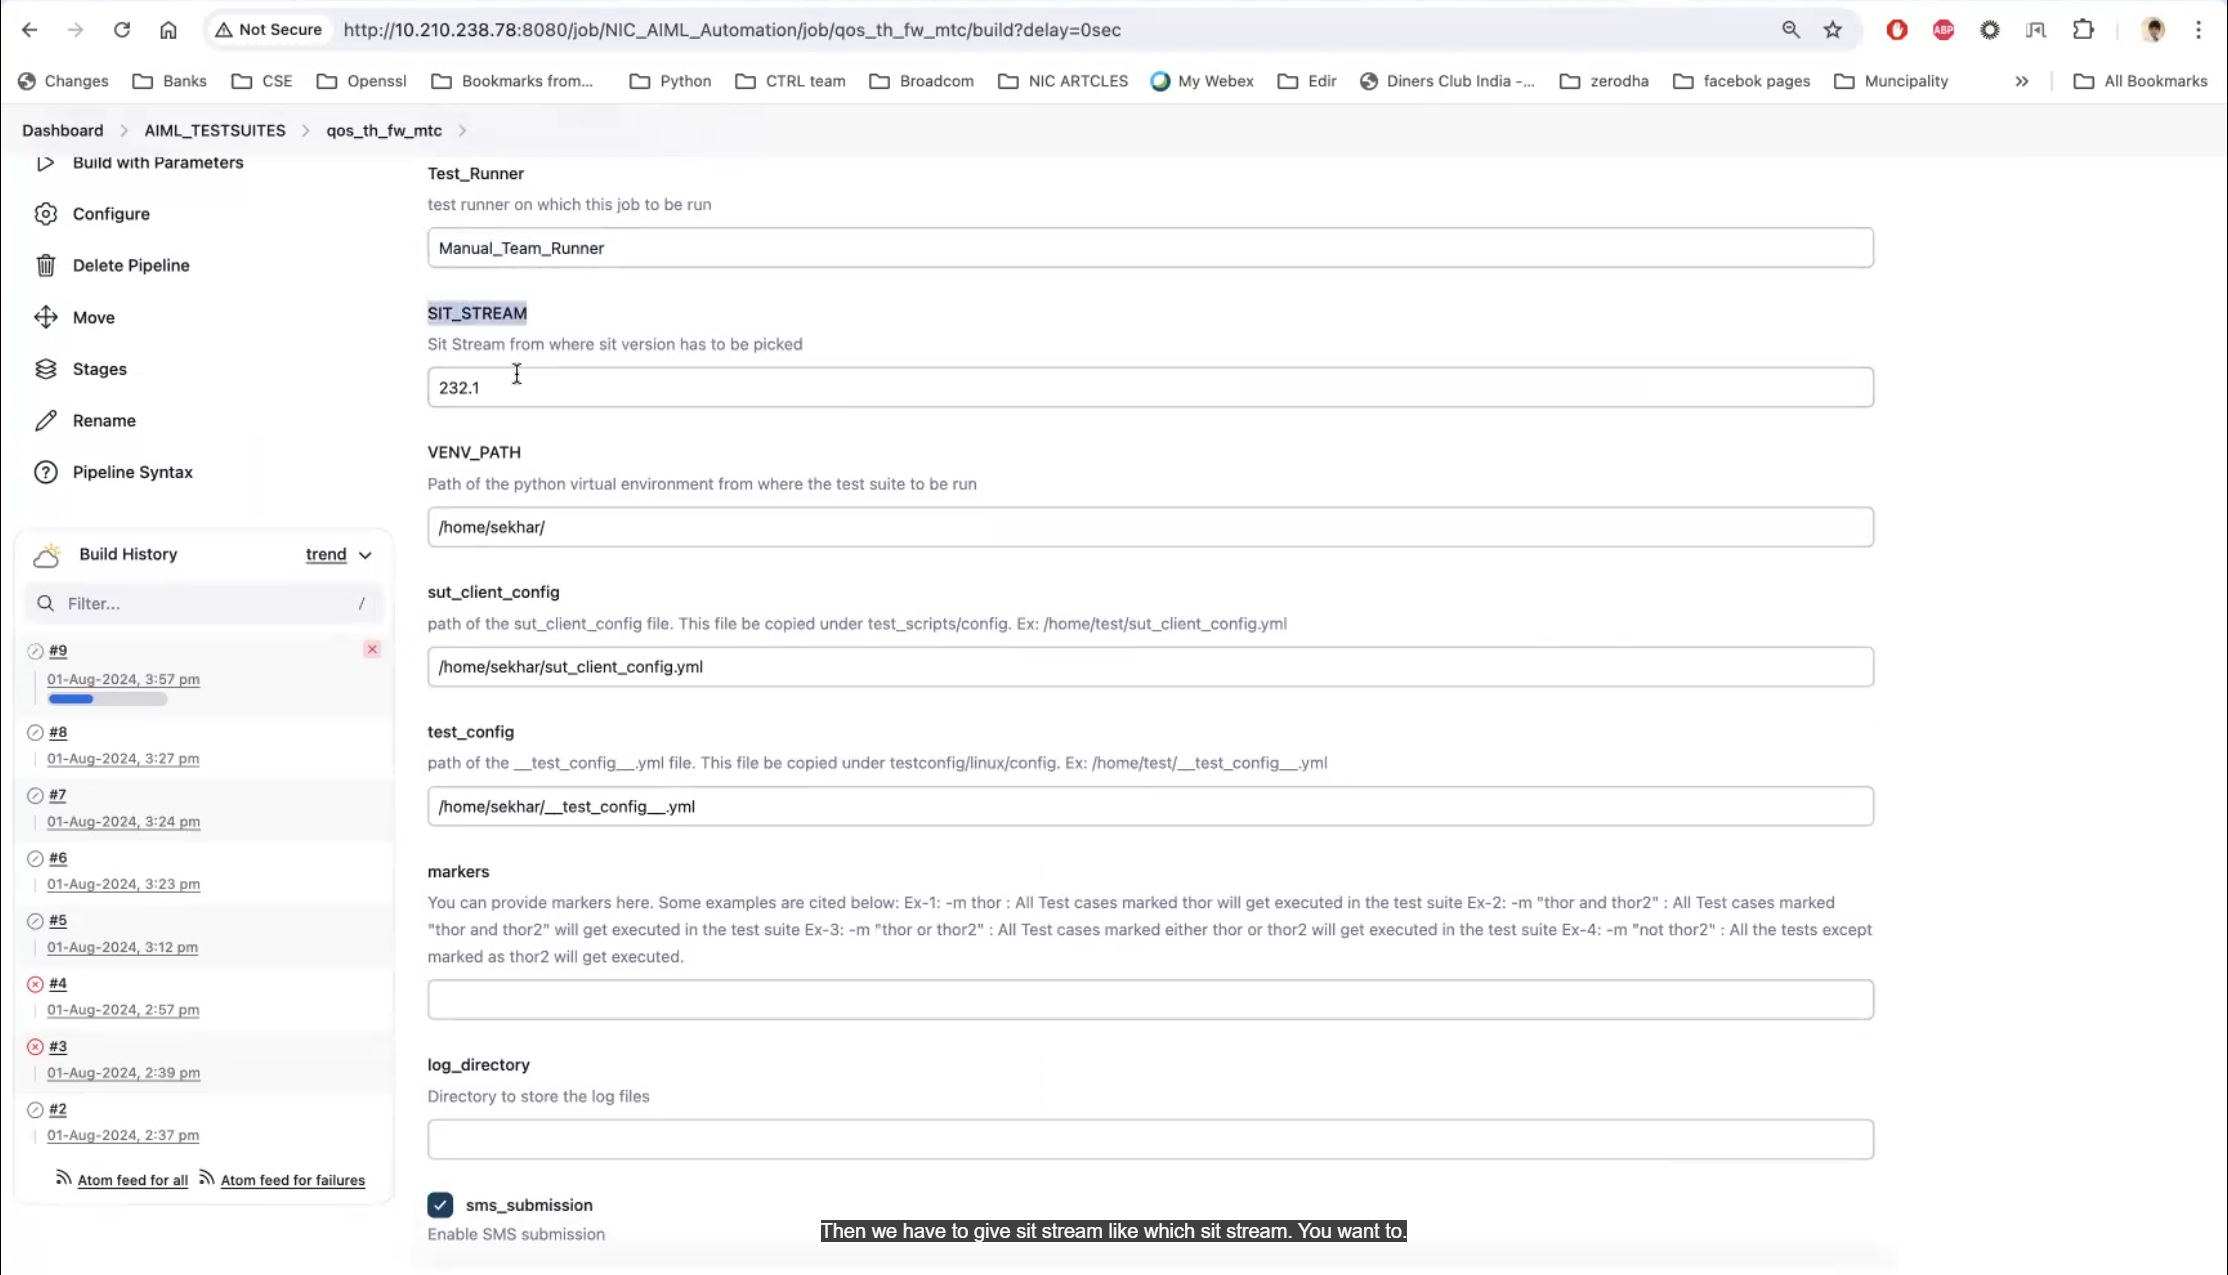 Not Secure http://10.210.238.78:8080/job/NIC_AIML_Automation/job/qos_th_fw_mtc/build?delay=0sec ABP
Changes Banks CSE Openssl Bookmarks from... Python CTRL team Broadcom NIC ARTCLES My Webex Edir Diners Club India -... zerodha facebok pages Muncipality » All Bookmarks
Dashboard > AIML_TESTSUITES > qos_th_fw_mtc >
Build with Parameters
Configure
Delete Pipeline
Move
Stages
Rename
Pipeline Syntax
Build History trend
Filter... /
#9
01-Aug-2024, 3:57 pm
#8
01-Aug-2024, 3:27 pm
#7
01-Aug-2024, 3:24 pm
#6
01-Aug-2024, 3:23 pm
#5
01-Aug-2024, 3:12 pm
#4
01-Aug-2024, 2:57 pm
#3
01-Aug-2024, 2:39 pm
#2
01-Aug-2024, 2:37 pm
Atom feed for all Atom feed for failures
Test_Runner
test runner on which this job to be run
Manual_Team_Runner
SIT_STREAM
Sit Stream from where sit version has to be picked
232.1
VENV_PATH
Path of the python virtual environment from where the test suite to be run
/home/sekhar/
sut_client_config
path of the sut_client_config file. This file be copied under test_scripts/config. Ex: /home/test/sut_client_config.yml
/home/sekhar/sut_client_config.yml
test_config
path of the __test_config__.yml file. This file be copied under testconfig/linux/config. Ex: /home/test/__test_config__.yml
/home/sekhar/__test_config__.yml
markers
You can provide markers here. Some examples are cited below: Ex-1: -m thor : All Test cases marked thor will get executed in the test suite Ex-2: -m "thor and thor2" : All Test cases marked
"thor and thor2" will get executed in the test suite Ex-3: -m "thor or thor2" : All Test cases marked either thor or thor2 will get executed in the test suite Ex-4: -m "not thor2" : All the tests except
marked as thor2 will get executed.
log_directory
Directory to store the log files
sms_submission
Enable SMS submission
Then we have to give sit stream like which sit stream. You want to.